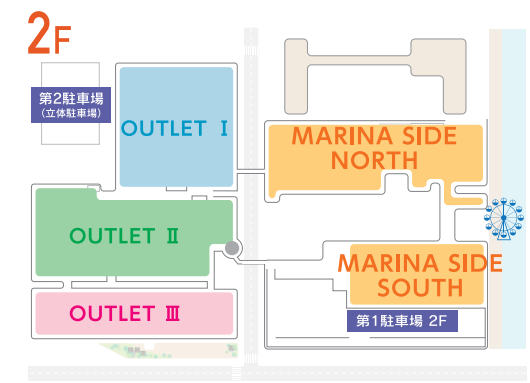 2F
第2駐車場
(立体駐車場)
OUTLET Ⅰ
MARINA SIDE
NORTH
OUTLET Ⅱ
MARINA SIDE
SOUTH
OUTLET Ⅲ
第1駐車場 2F